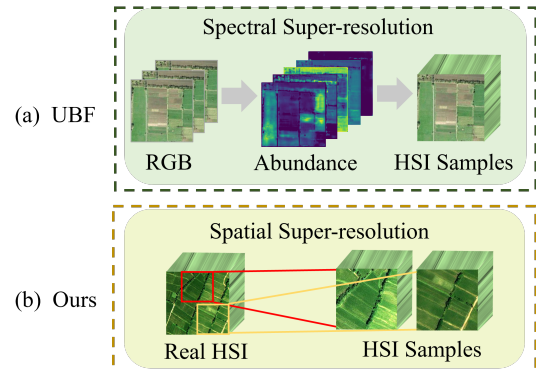 Spectral Super-resolution
(a) UBF
RGB
Abundance
HSI Samples
Spatial Super-resolution
(b) Ours
Real HSI
HSI Samples